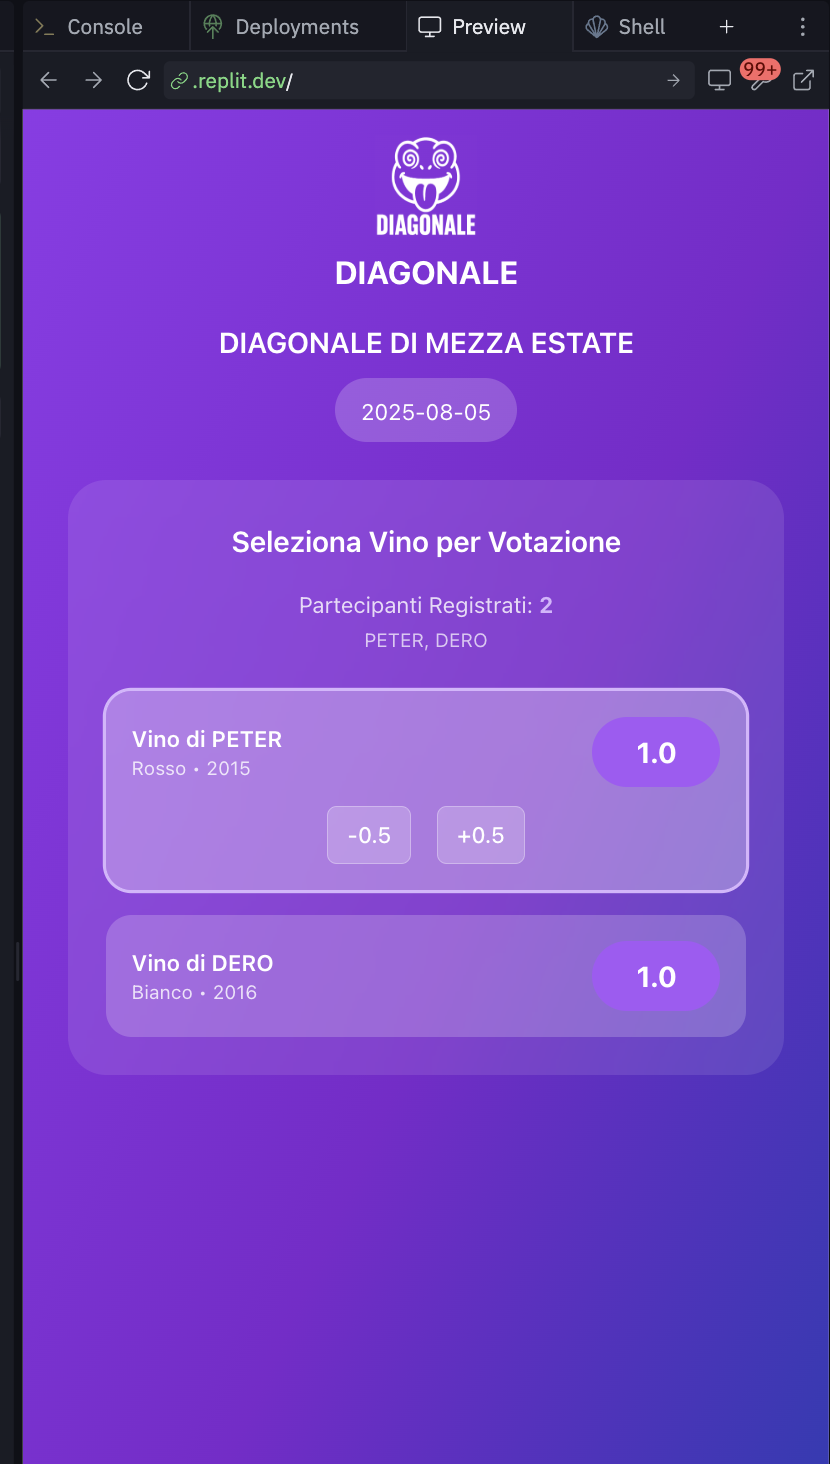 Console
Deployments
Preview
Shell
.replit.dev/
99+
DIAGONALE
DIAGONALE
DIAGONALE DI MEZZA ESTATE
2025-08-05
Seleziona Vino per Votazione
Partecipanti Registrati: 2
PETER, DERO
Vino di PETER
1.0
Rosso • 2015
-0.5
+0.5
Vino di DERO
1.0
Bianco • 2016